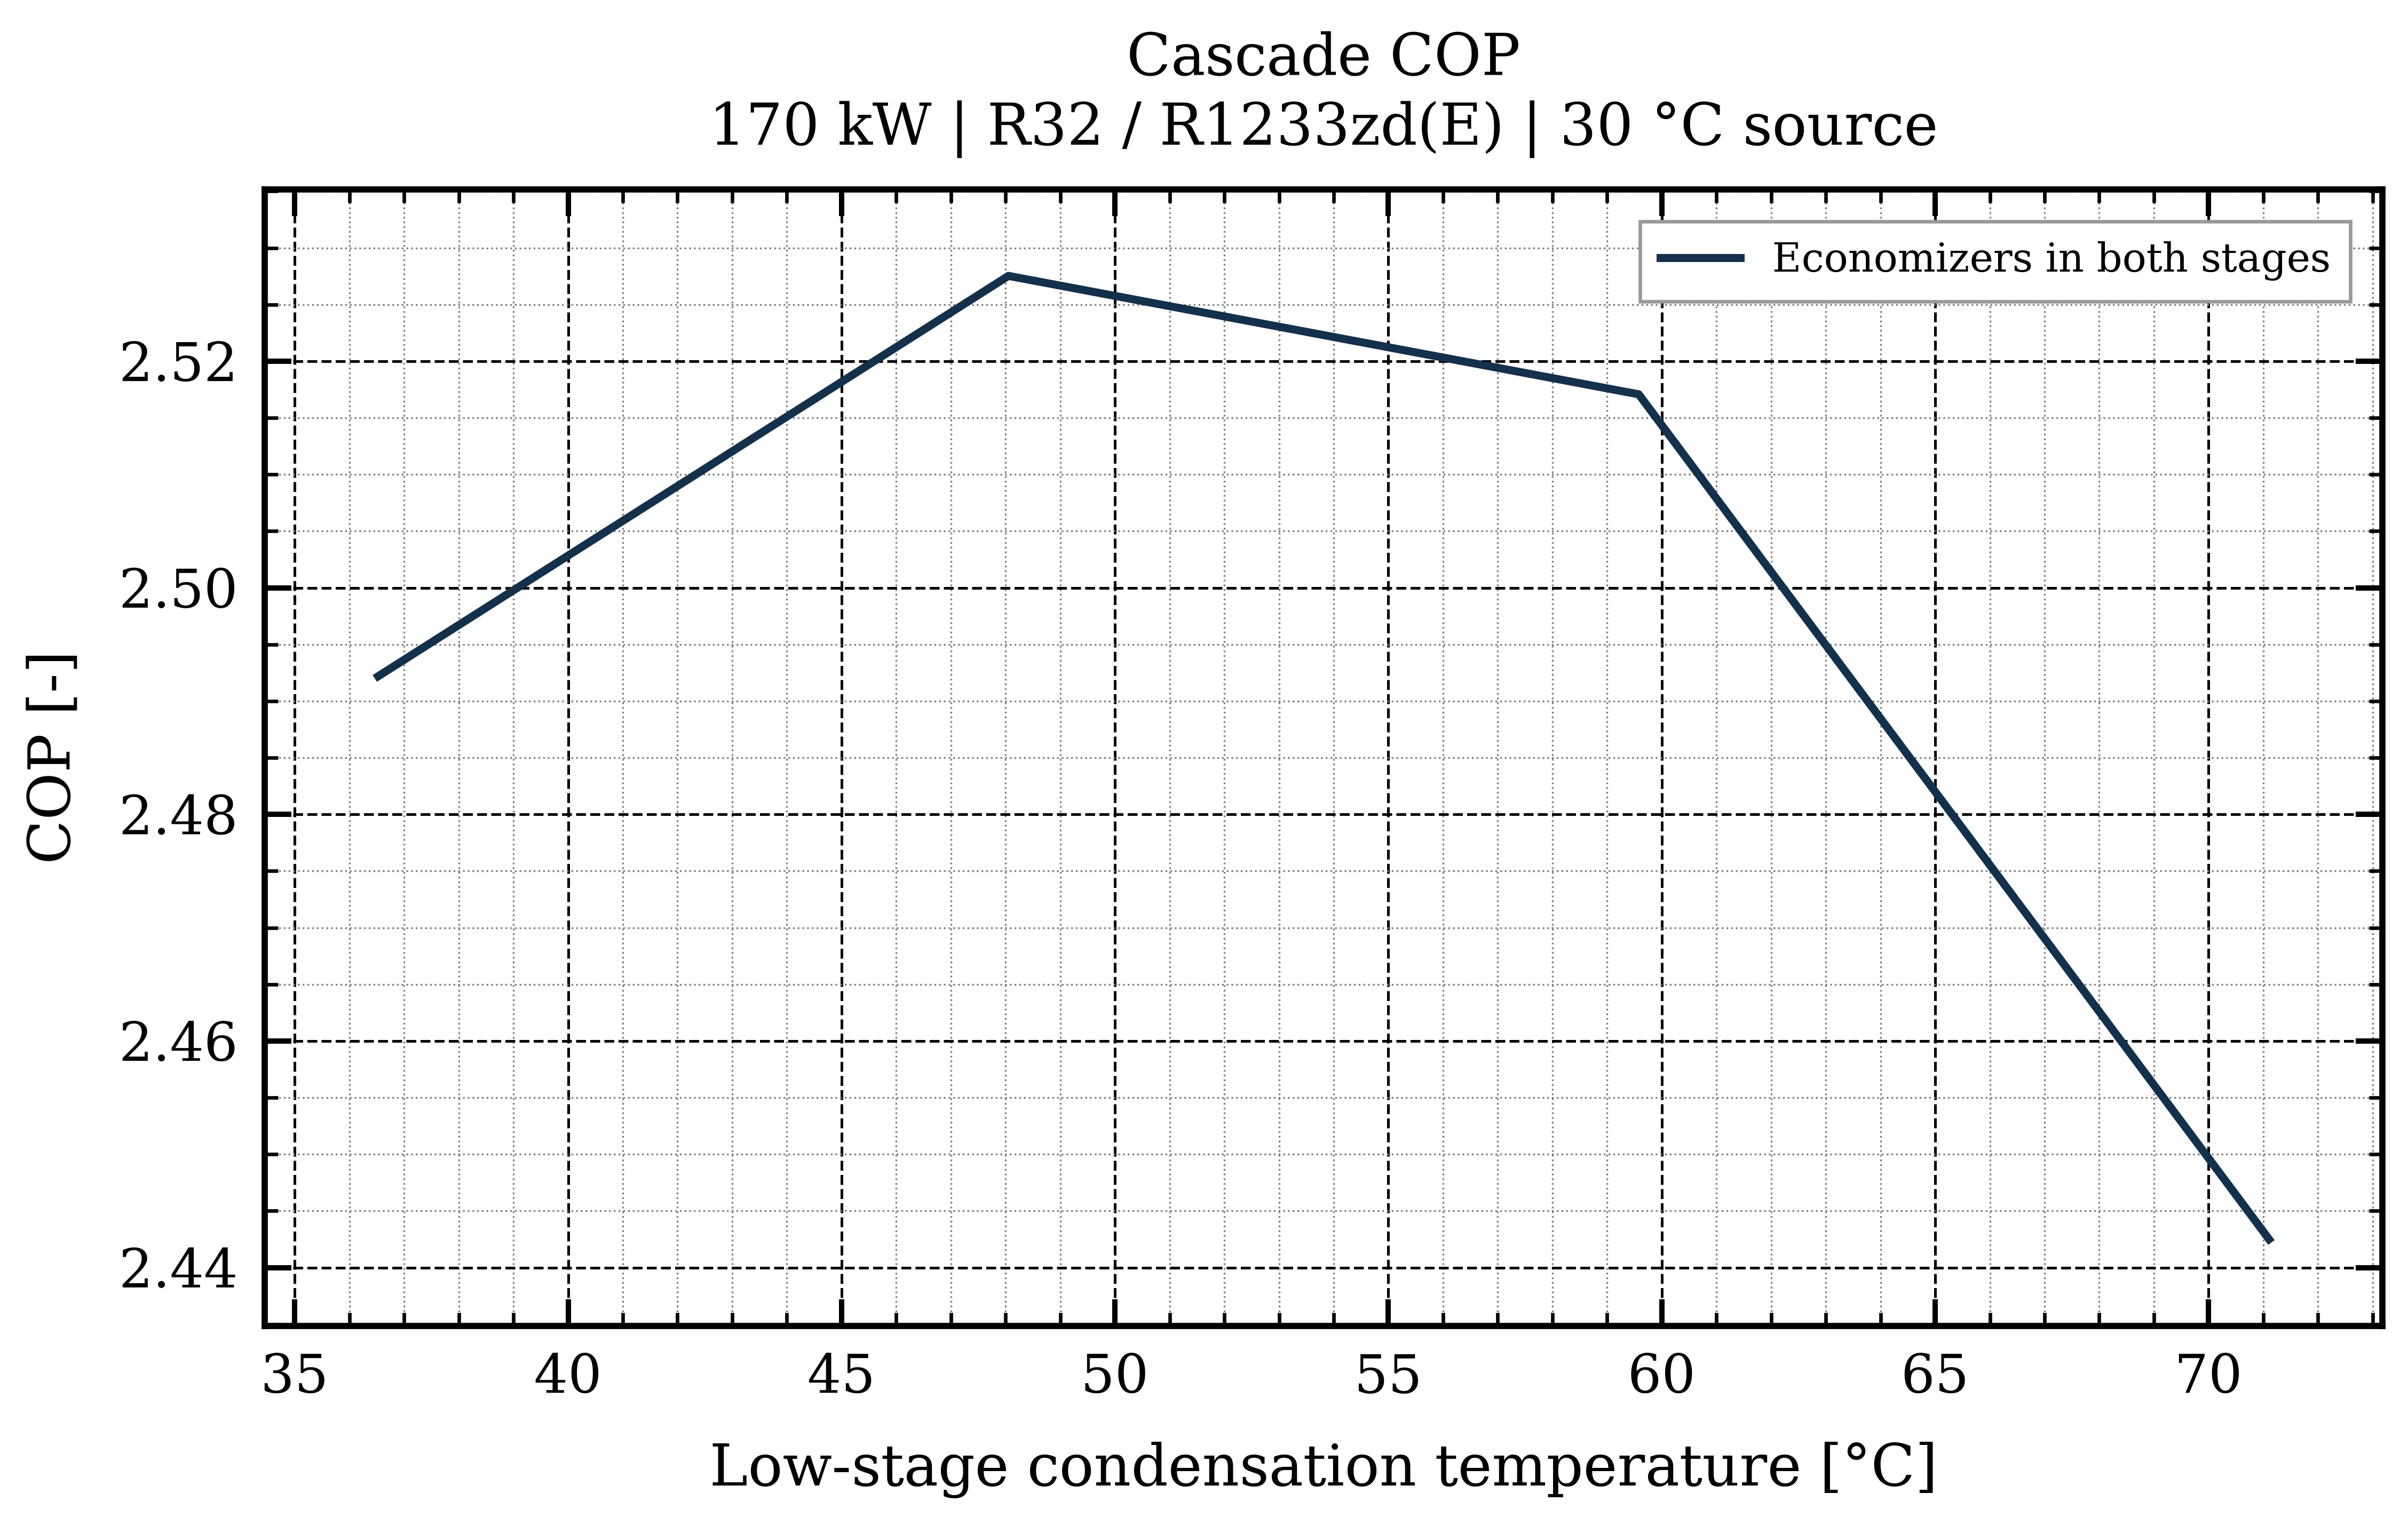 Cascade COP
170 kW | R32 / R1233zd(E) | 30 °C source
Economizers in both stages
COP [-]
2.52
2.50
2.48
2.46
2.44
35 40 45 50 55 60 65 70
Low-stage condensation temperature [°C]